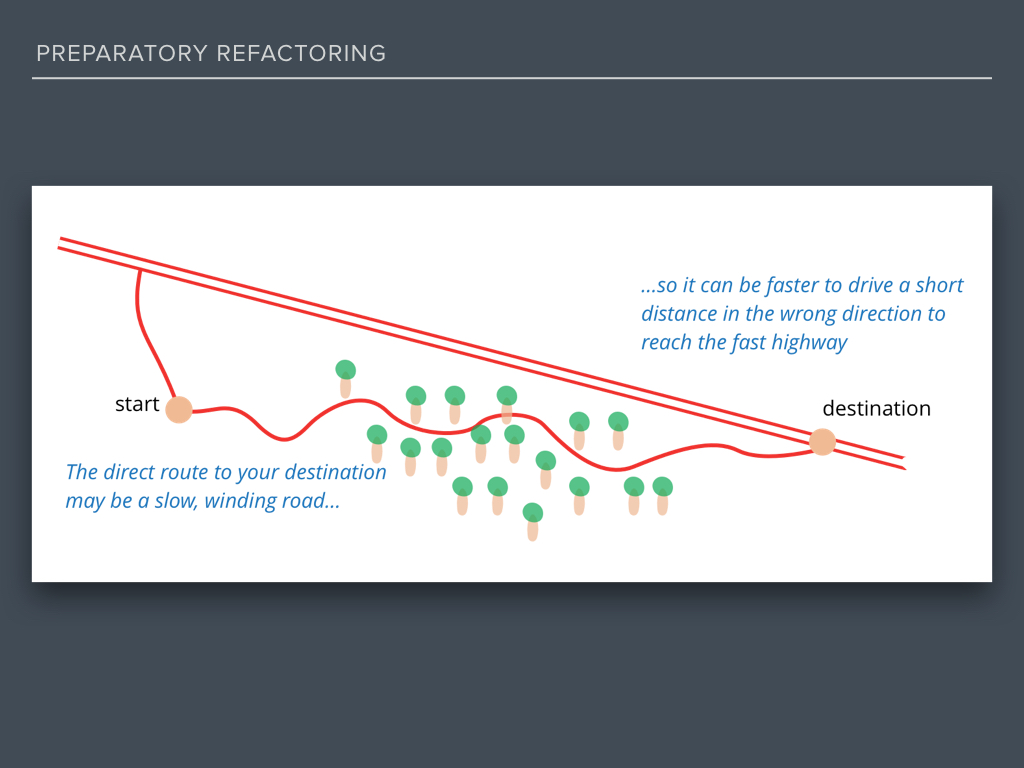 PREPARATORY REFACTORING
...so it can be faster to drive a short
distance in the wrong direction to
reach the fast highway
start
destination
The direct route to your destination
may be a slow, winding road...